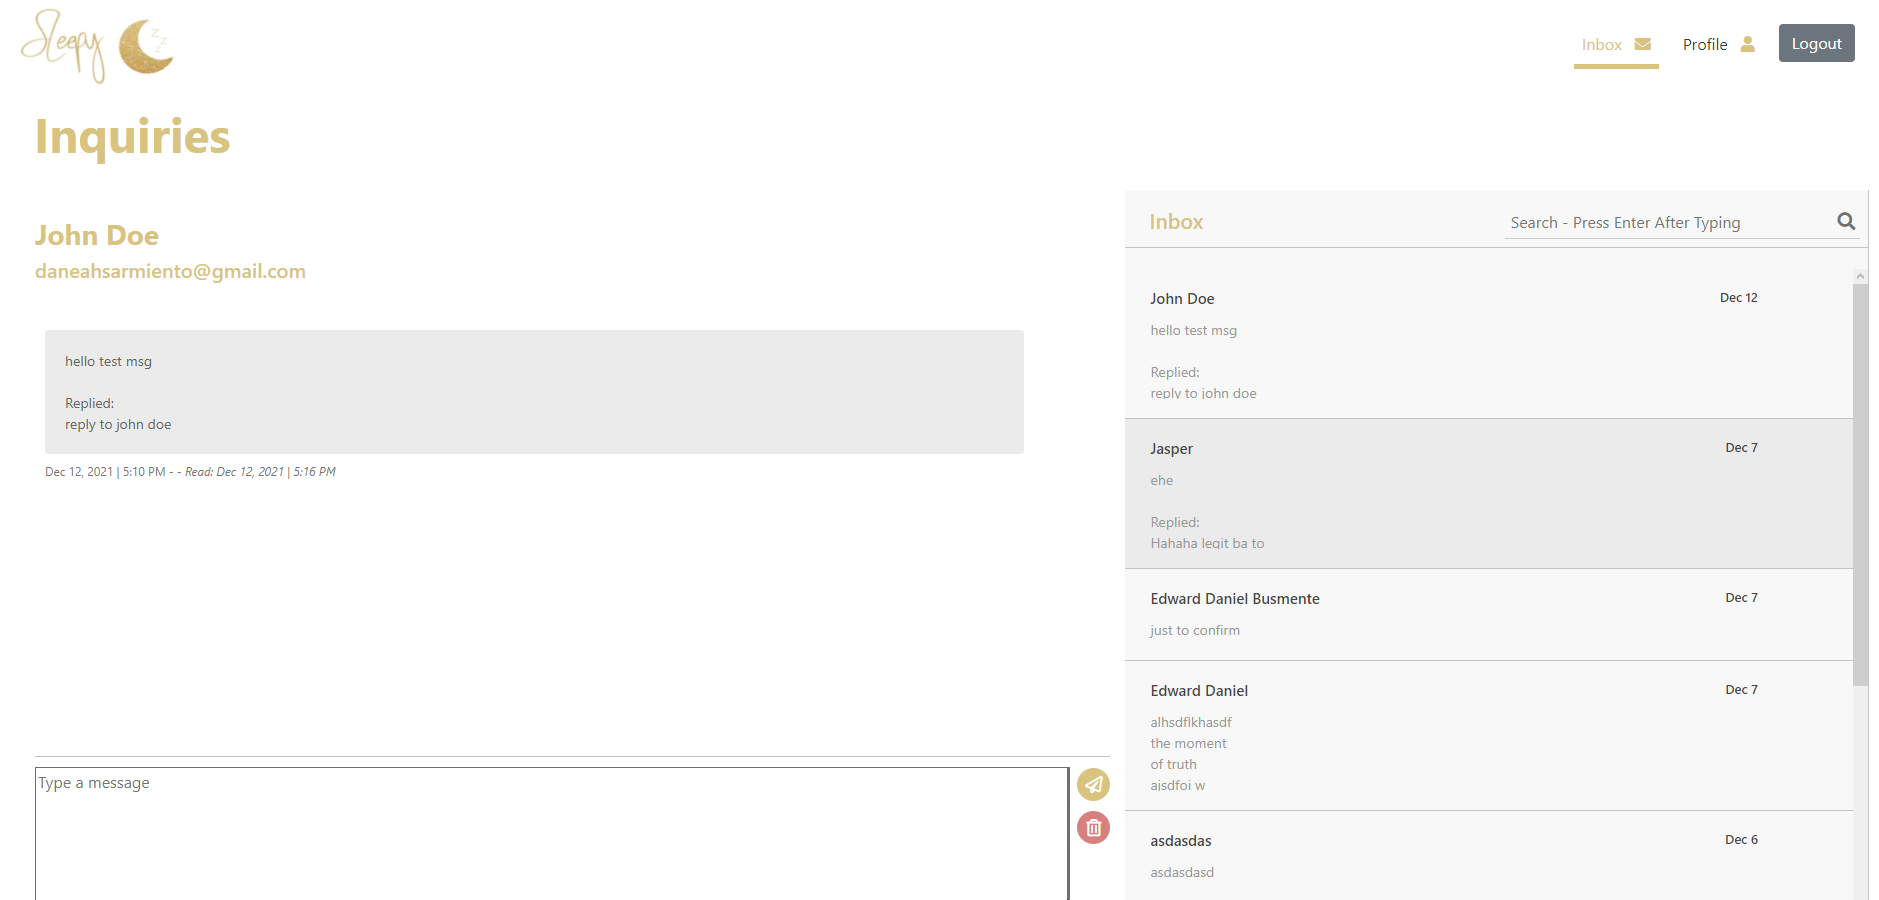 Sleepy
z z z
Inbox
Profile
Logout
Inquiries
John Doe
daneahsarmiento@gmail.com
hello test msg
Replied:
reply to john doe
Dec 12, 2021 | 5:10 PM - - Read: Dec 12, 2021 | 5:16 PM
Type a message
Inbox
Search - Press Enter After Typing
John Doe
Dec 12
hello test msg
Replied:
reply to john doe
Jasper
Dec 7
ehe
Replied:
Hahaha legit ba to
Edward Daniel Busmente
Dec 7
just to confirm
Edward Daniel
Dec 7
alhsdflkhasdf
the moment
of truth
ajsdfoi w
asdasdas
Dec 6
asdasdasd